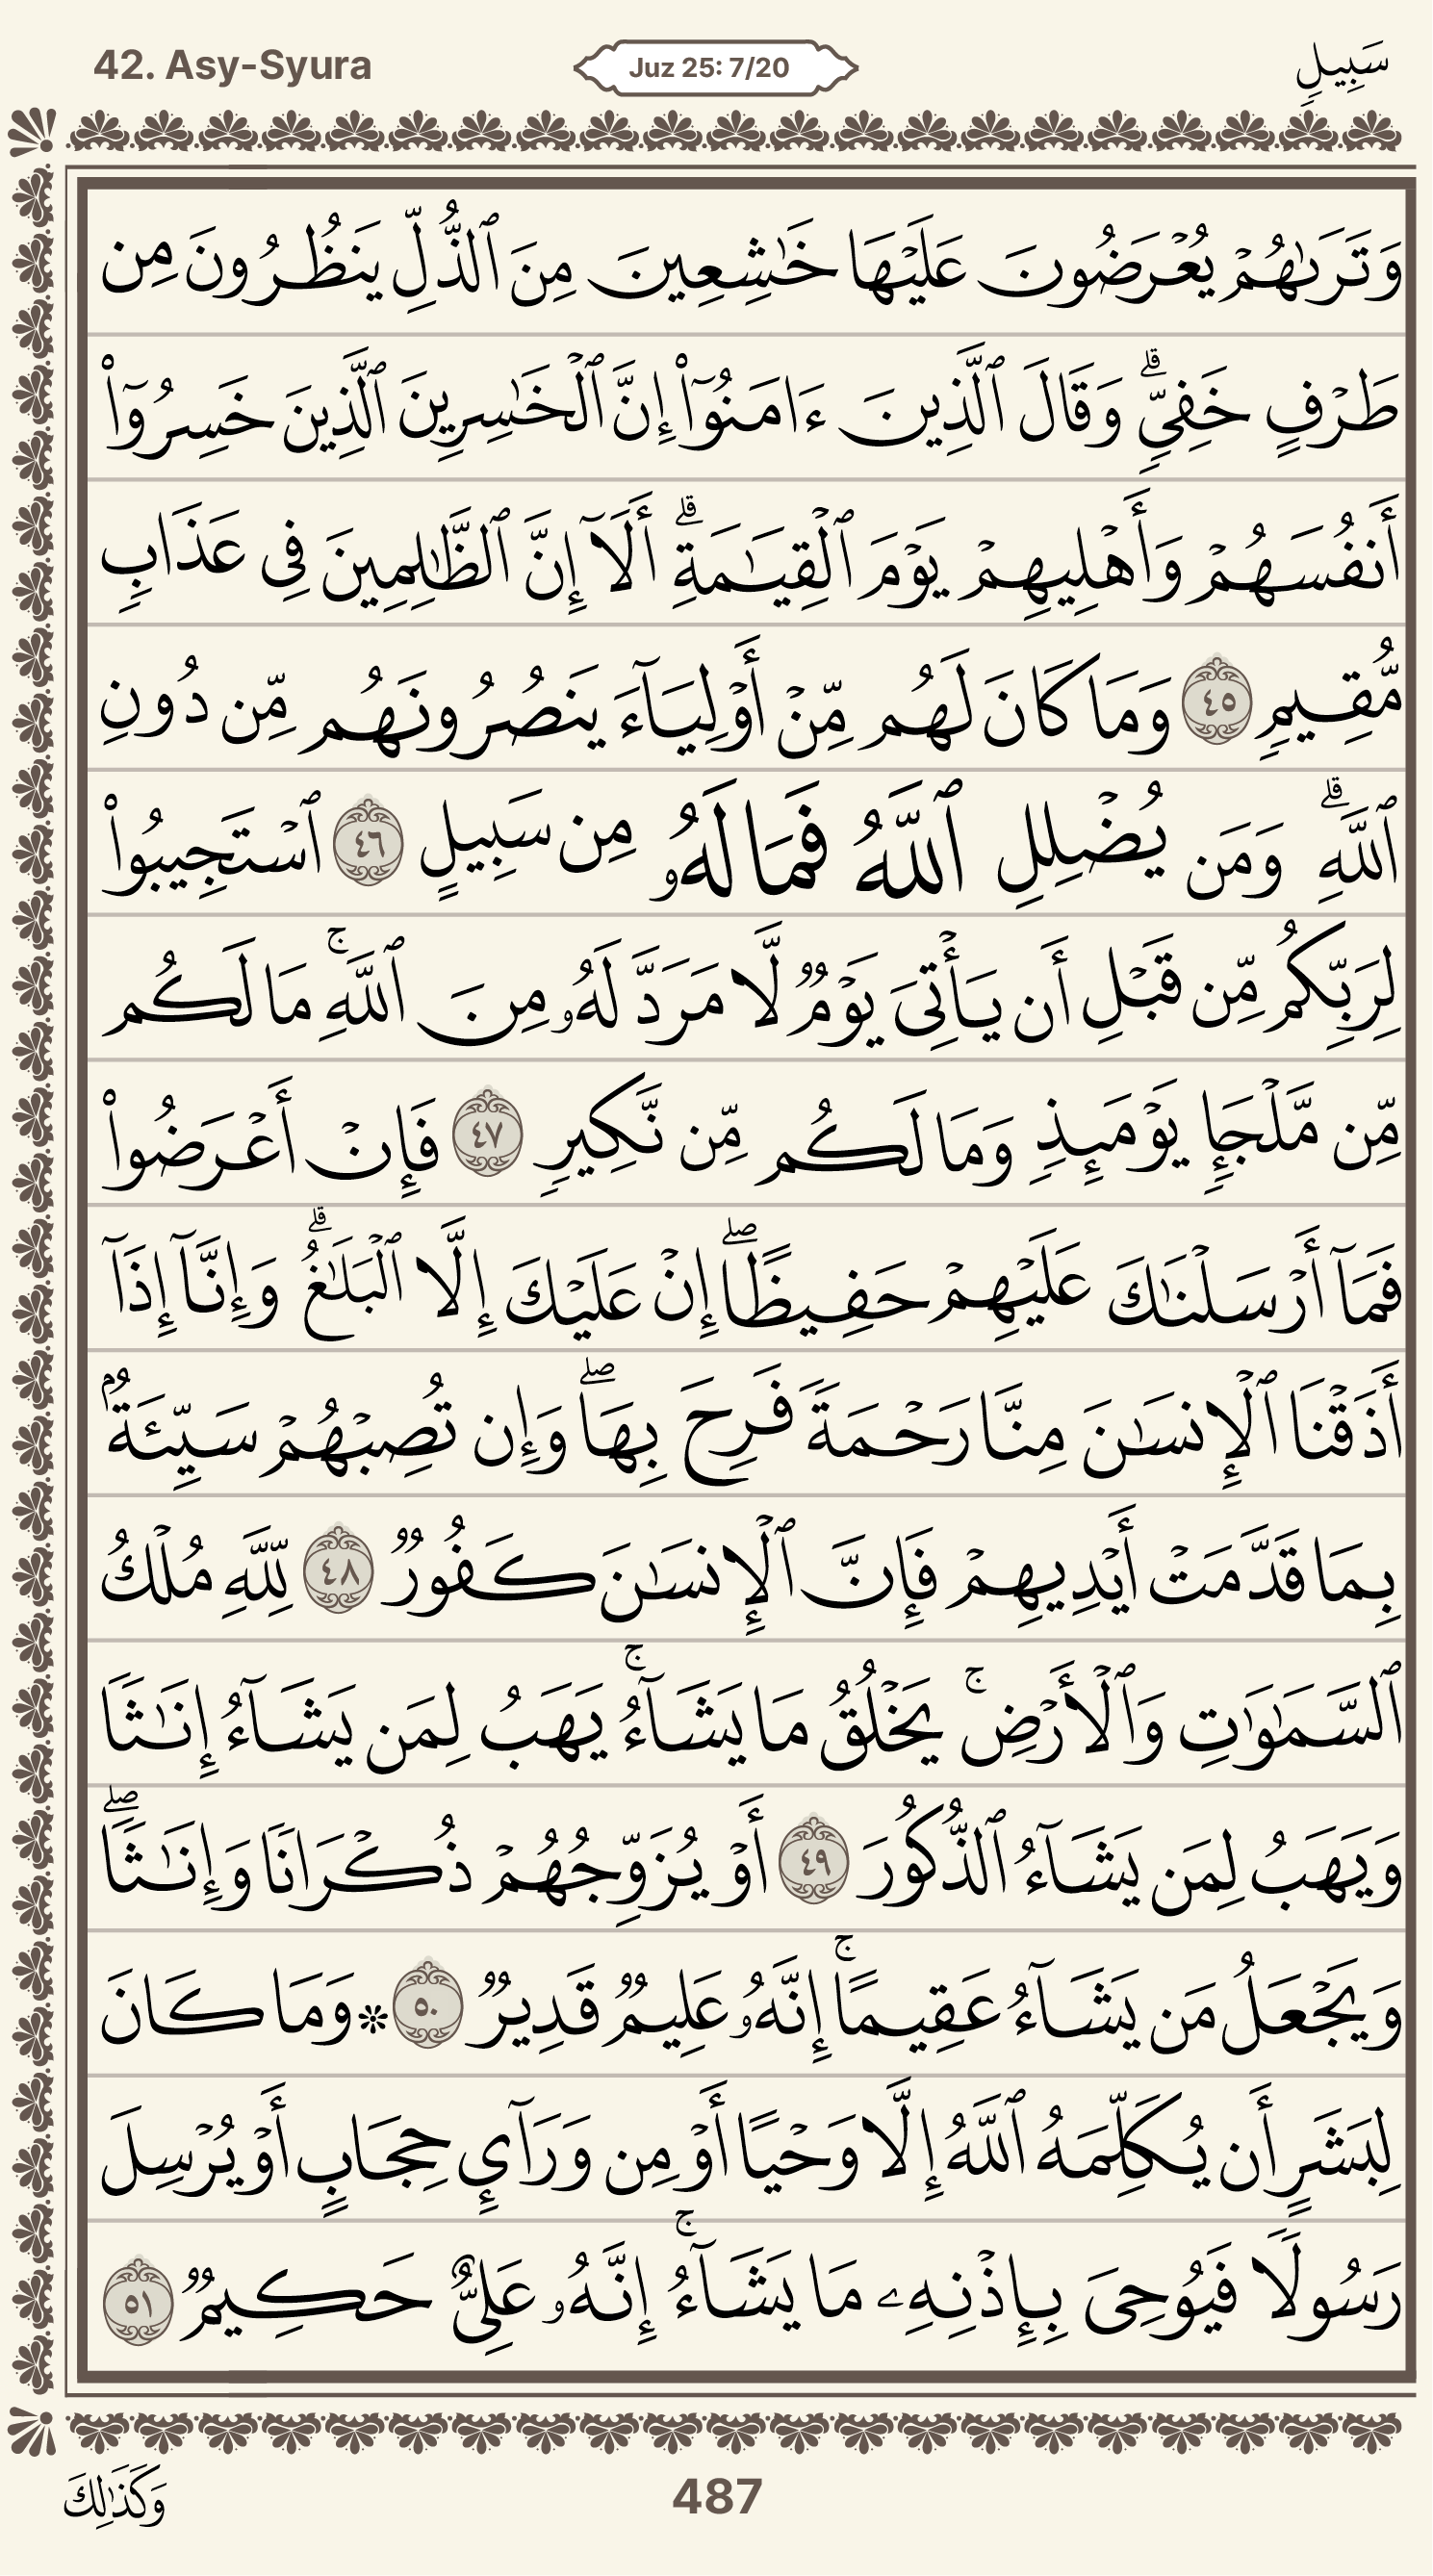 42. Asy-Syura
Juz 25: 7/20
سَبِيلٍ
وَتَرَىٰهُمْ يُعْرَضُونَ عَلَيْهَا خَٰشِعِينَ مِنَ ٱلذُّلِّ يَنظُرُونَ مِن
طَرْفٍ خَفِىٍّۗ وَقَالَ ٱلَّذِينَ ءَامَنُوٓا۟ إِنَّ ٱلْخَٰسِرِينَ ٱلَّذِينَ خَسِرُوٓا۟
أَنفُسَهُمْ وَأَهْلِيهِمْ يَوْمَ ٱلْقِيَٰمَةِۗ أَلَآ إِنَّ ٱلظَّٰلِمِينَ فِى عَذَابٍ
مُّقِيمٍ ٤٥ وَمَا كَانَ لَهُم مِّنْ أَوْلِيَآءَ يَنصُرُونَهُم مِّن دُونِ
ٱللَّهِۗ وَمَن يُضْلِلِ ٱللَّهُ فَمَا لَهُۥ مِن سَبِيلٍ ٤٦ ٱسْتَجِيبُوا۟
لِرَبِّكُم مِّن قَبْلِ أَن يَأْتِىَ يَوْمٌ لَّا مَرَدَّ لَهُۥ مِنَ ٱللَّهِۚ مَا لَكُم
مِّن مَّلْجَإٍ يَوْمَئِذٍ وَمَا لَكُم مِّن نَّكِيرٍ ٤٧ فَإِنْ أَعْرَضُوا۟
فَمَآ أَرْسَلْنَٰكَ عَلَيْهِمْ حَفِيظًاۖ إِنْ عَلَيْكَ إِلَّا ٱلْبَلَٰغُۗ وَإِنَّآ إِذَآ
أَذَقْنَا ٱلْإِنسَٰنَ مِنَّا رَحْمَةً فَرِحَ بِهَاۖ وَإِن تُصِبْهُمْ سَيِّئَةٌۢ
بِمَا قَدَّمَتْ أَيْدِيهِمْ فَإِنَّ ٱلْإِنسَٰنَ كَفُورٌ ٤٨ لِّلَّهِ مُلْكُ
ٱلسَّمَٰوَٰتِ وَٱلْأَرْضِۚ يَخْلُقُ مَا يَشَآءُۚ يَهَبُ لِمَن يَشَآءُ إِنَٰثًا
وَيَهَبُ لِمَن يَشَآءُ ٱلذُّكُورَ ٤٩ أَوْ يُزَوِّجُهُمْ ذُكْرَانًا وَإِنَٰثًاۖ
وَيَجْعَلُ مَن يَشَآءُ عَقِيمًاۚ إِنَّهُۥ عَلِيمٌ قَدِيرٌ ٥٠ ۞ وَمَا كَانَ
لِبَشَرٍ أَن يُكَلِّمَهُ ٱللَّهُ إِلَّا وَحْيًا أَوْ مِن وَرَآئِ حِجَابٍ أَوْ يُرْسِلَ
رَسُولًا فَيُوحِىَ بِإِذْنِهِۦ مَا يَشَآءُۚ إِنَّهُۥ عَلِىٌّ حَكِيمٌ ٥١
487
وَكَذَٰلِكَ